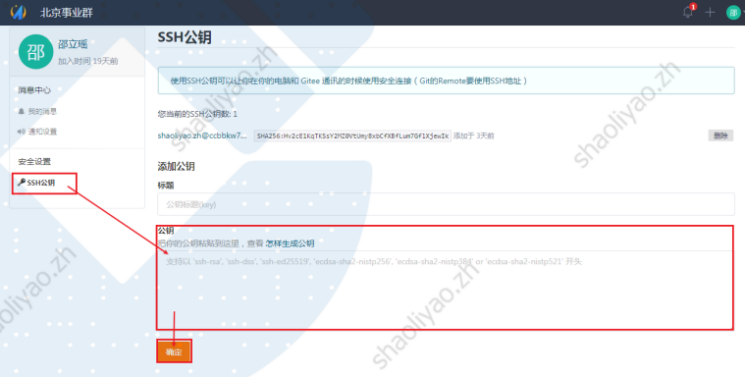 北京事业群
1
邵
邵
邵立瑶
加入时间 19天前
消息中心
我的消息
通知设置
安全设置
SSH公钥
SSH公钥
使用SSH公钥可以让你在你的电脑和 Gitee 通讯的时候使用安全连接（Git的Remote要使用SSH地址）
您当前的SSH公钥数: 1
shaoliyao.zh@ccbbkw7...
添加于 3天前
删除
添加公钥
标题
公钥标题(key)
公钥
把你的公钥粘贴到这里，查看 怎样生成公钥
支持以 'ssh-rsa', 'ssh-dss', 'ssh-ed25519', 'ecdsa-sha2-nistp256', 'ecdsa-sha2-nistp384' or 'ecdsa-sha2-nistp521' 开头
确定
shaoliyao.zh
shaoliyao.zh
shaoliyao.zh